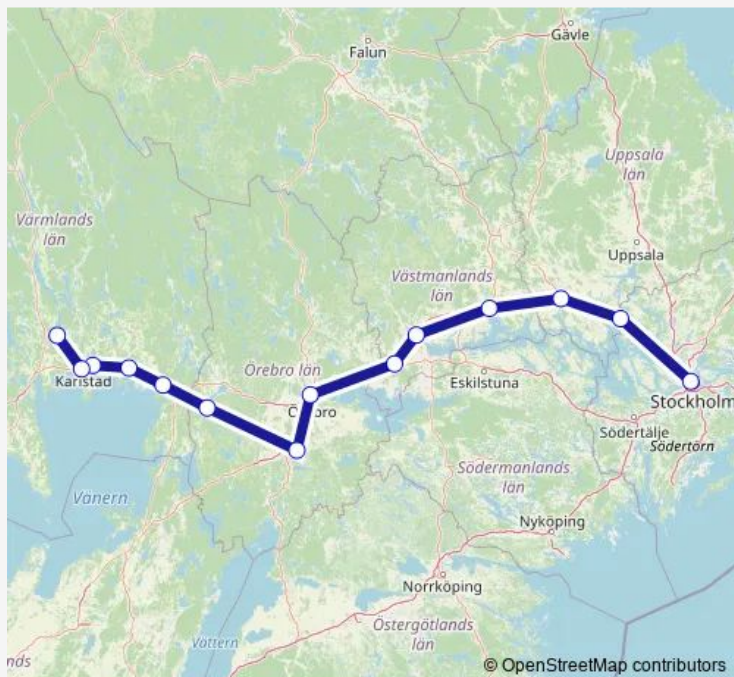 Gävle
Falun
Uppsala
län
Värmlands
län
Uppsala
Västmanlands
län
Örebro län
Karlstad
Eskilstuna
Stockholm
Södertälje
Södertörn
Södermanlands
län
Vänern
Nyköping
Norrköping
Östergötlands
län
Vättern
nds
© OpenStreetMap contributors